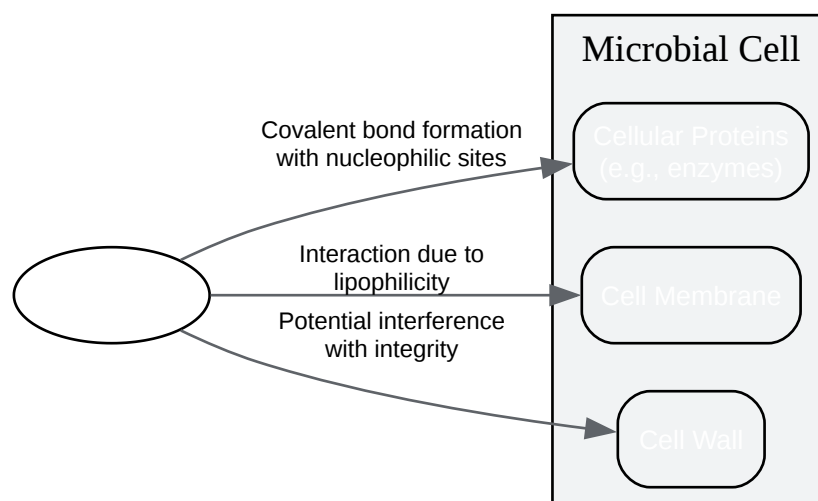 Microbial Cell
Covalent bond formation
with nucleophilic sites
Cellular Proteins
(e.g., enzymes)
Interaction due to
lipophilicity
Cell Membrane
Potential interference
with integrity
Cell Wall